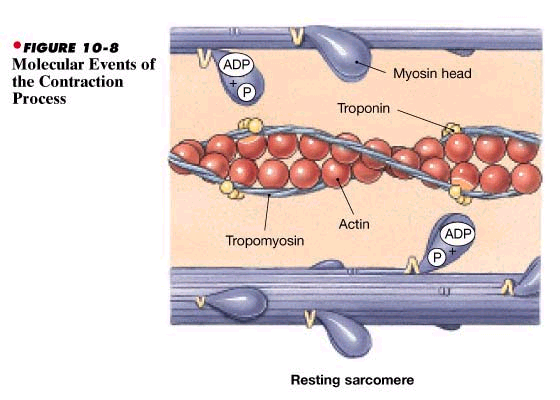 •FIGURE 10-8
Molecular Events of
the Contraction
Process
ADP
+
P
Myosin head
Troponin
Actin
Tropomyosin
ADP
+
P
Resting sarcomere